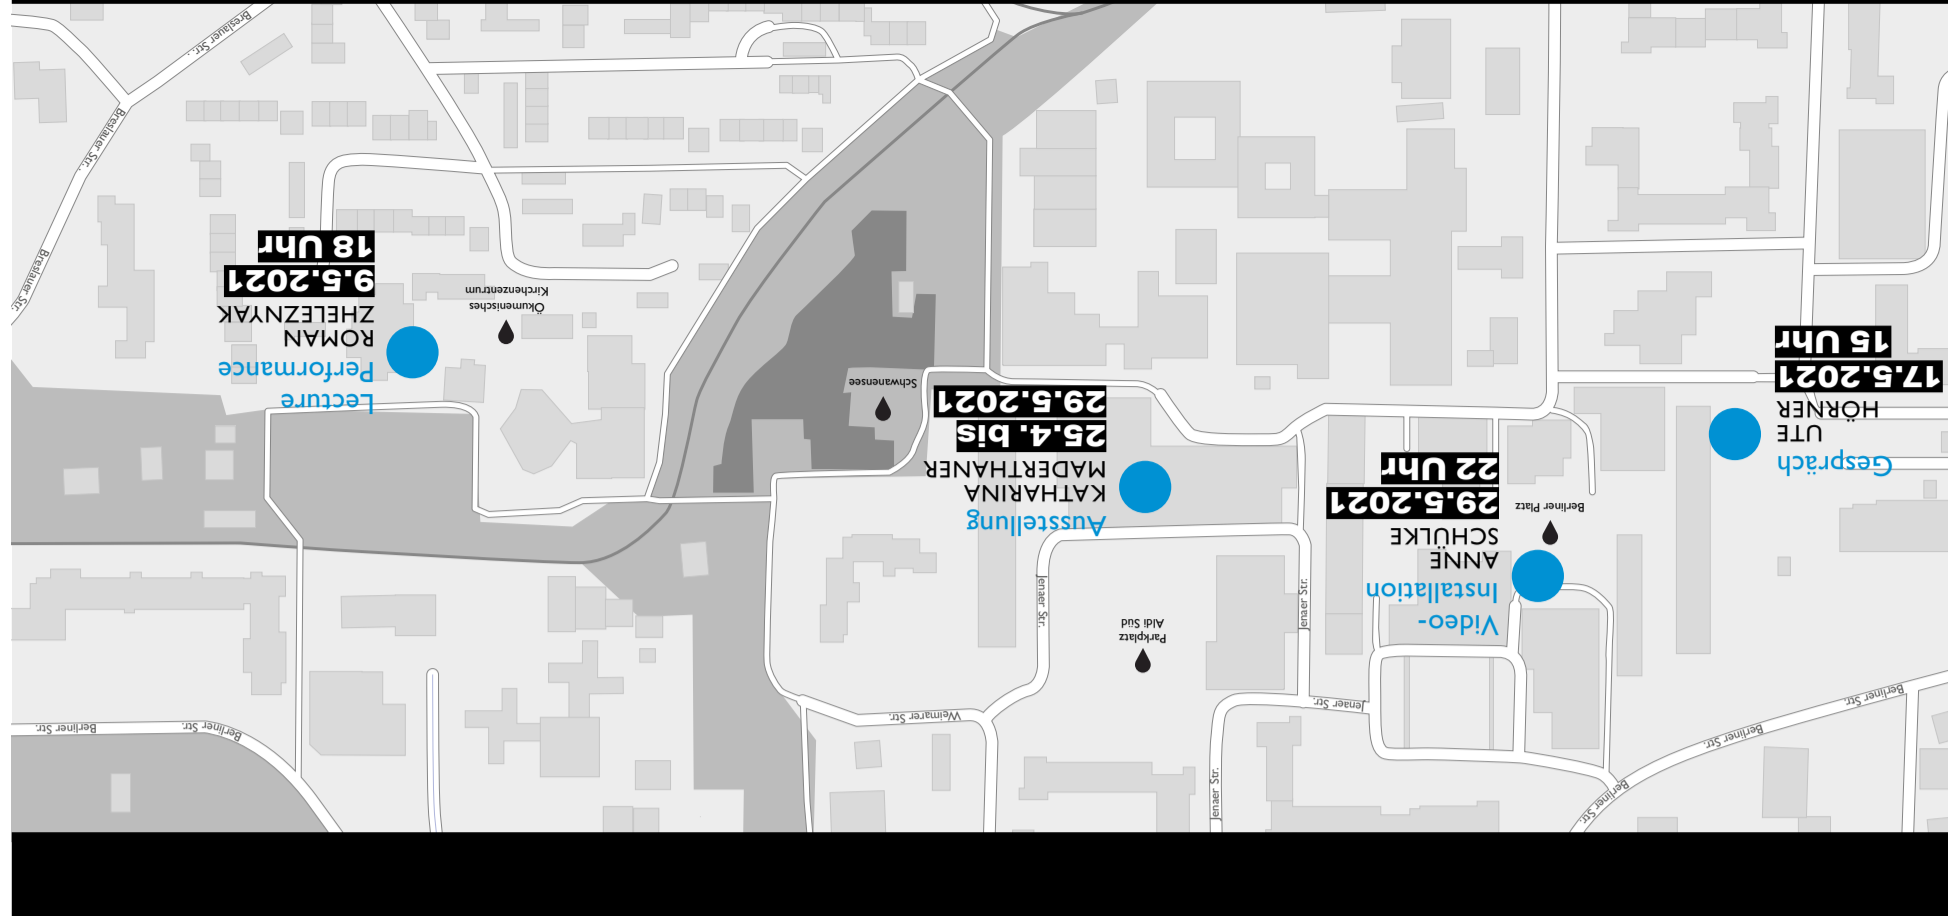 Berliner Str.
Jenaer Str.
Berliner Str.
Berliner Str.
Jenaer Str.
Weimarer Str.
Berliner Str.
Berliner Str.
Parkplatz
Aldi Süd
Jenaer Str.
Jenaer Str.
Video-
Installation
ANNE
SCHÜLKE
29.5.2021
22 Uhr
Berliner Platz
Gespräch
UTE
HÖRNER
17.5.2021
15 Uhr
Ausstellung
KATHARINA
MADERTHANER
25.4. bis
29.5.2021
Schwanensee
Lecture
Performance
ROMAN
ZHELEZNYAK
9.5.2021
18 Uhr
Ökumenisches
Kirchenzentrum
Breslauer Str.
Breslauer Str.
Breslauer Str.